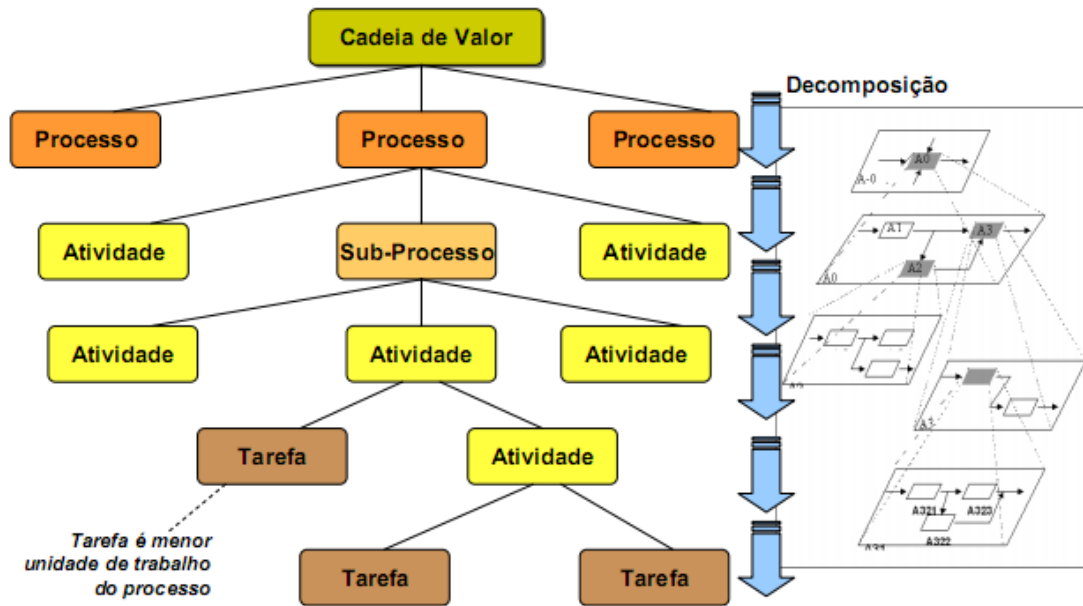 Cadeia de Valor
Decomposição
Processo
Processo
Processo
Atividade
Sub-Processo
Atividade
Atividade
Atividade
Atividade
Tarefa
Atividade
Tarefa é menor
unidade de trabalho
do processo
Tarefa
Tarefa
A0
A-0
A1
A3
A2
A0
A321
A323
A322